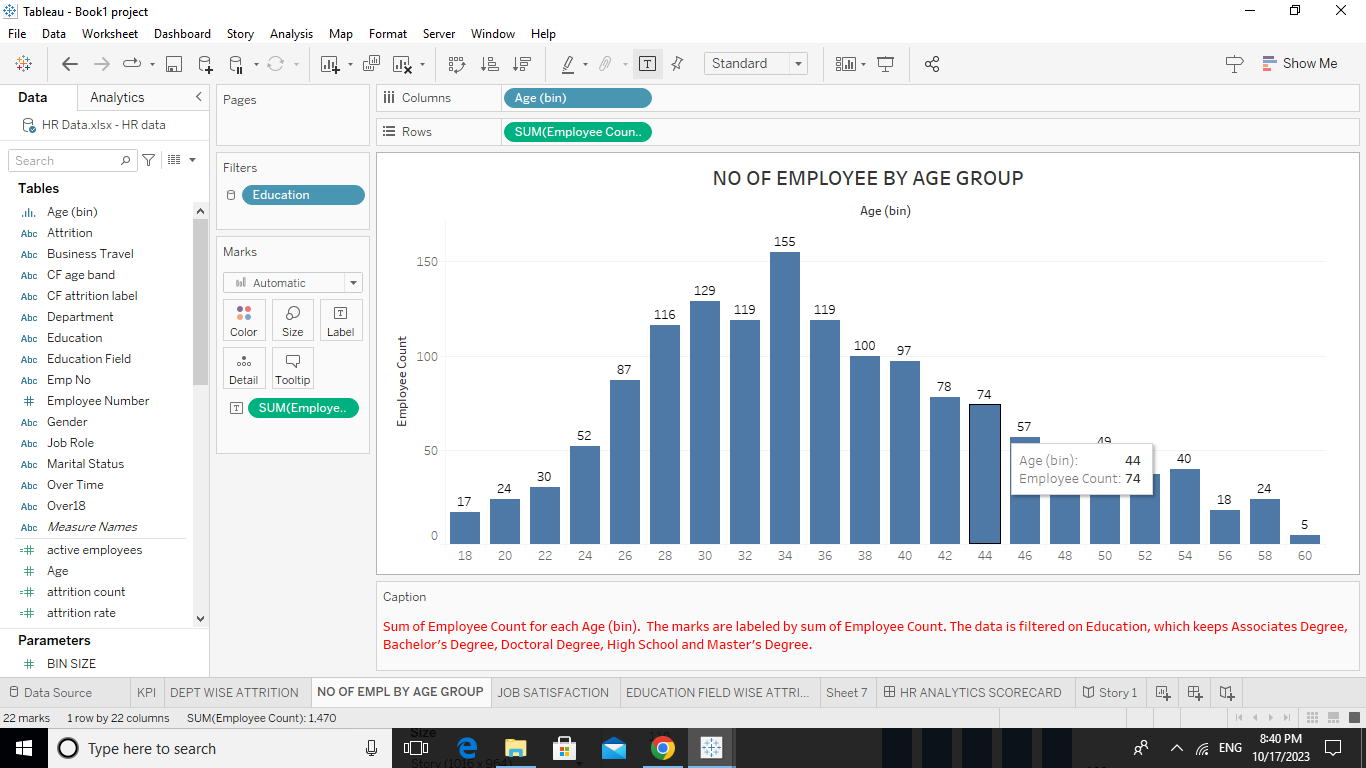 Tableau - Book1 project
File Data Worksheet Dashboard Story Analysis Map Format Server Window Help
Standard
Show Me
Data Analytics
HR Data.xlsx - HR data
Search
Tables
Age (bin)
Attrition
Business Travel
CF age band
CF attrition label
Department
Education
Education Field
Emp No
Employee Number
Gender
Job Role
Marital Status
Over Time
Over18
Measure Names
active employees
Age
attrition count
attrition rate
Parameters
BIN SIZE
Pages
Filters
Education
Marks
Automatic
Color Size Label
Detail Tooltip
SUM(Employe..
Columns Age (bin)
Rows SUM(Employee Coun..
NO OF EMPLOYEE BY AGE GROUP
Age (bin)
Employee Count
150
100
50
0
17 24 30 52 87 116 129 119 155 119 100 97 78 74 57 49 40 18 24 5
Age (bin): 44
Employee Count: 74
18 20 22 24 26 28 30 32 34 36 38 40 42 44 46 48 50 52 54 56 58 60
Caption
Sum of Employee Count for each Age (bin). The marks are labeled by sum of Employee Count. The data is filtered on Education, which keeps Associates Degree,
Bachelor's Degree, Doctoral Degree, High School and Master's Degree.
Data Source KPI DEPT WISE ATTRITION NO OF EMPL BY AGE GROUP JOB SATISFACTION EDUCATION FIELD WISE ATTRI... Sheet 7 HR ANALYTICS SCORECARD Story 1
22 marks 1 row by 22 columns SUM(Employee Count): 1.470
Size
Story (1016 x 964)
Type here to search
ENG
8:40 PM
10/17/2023